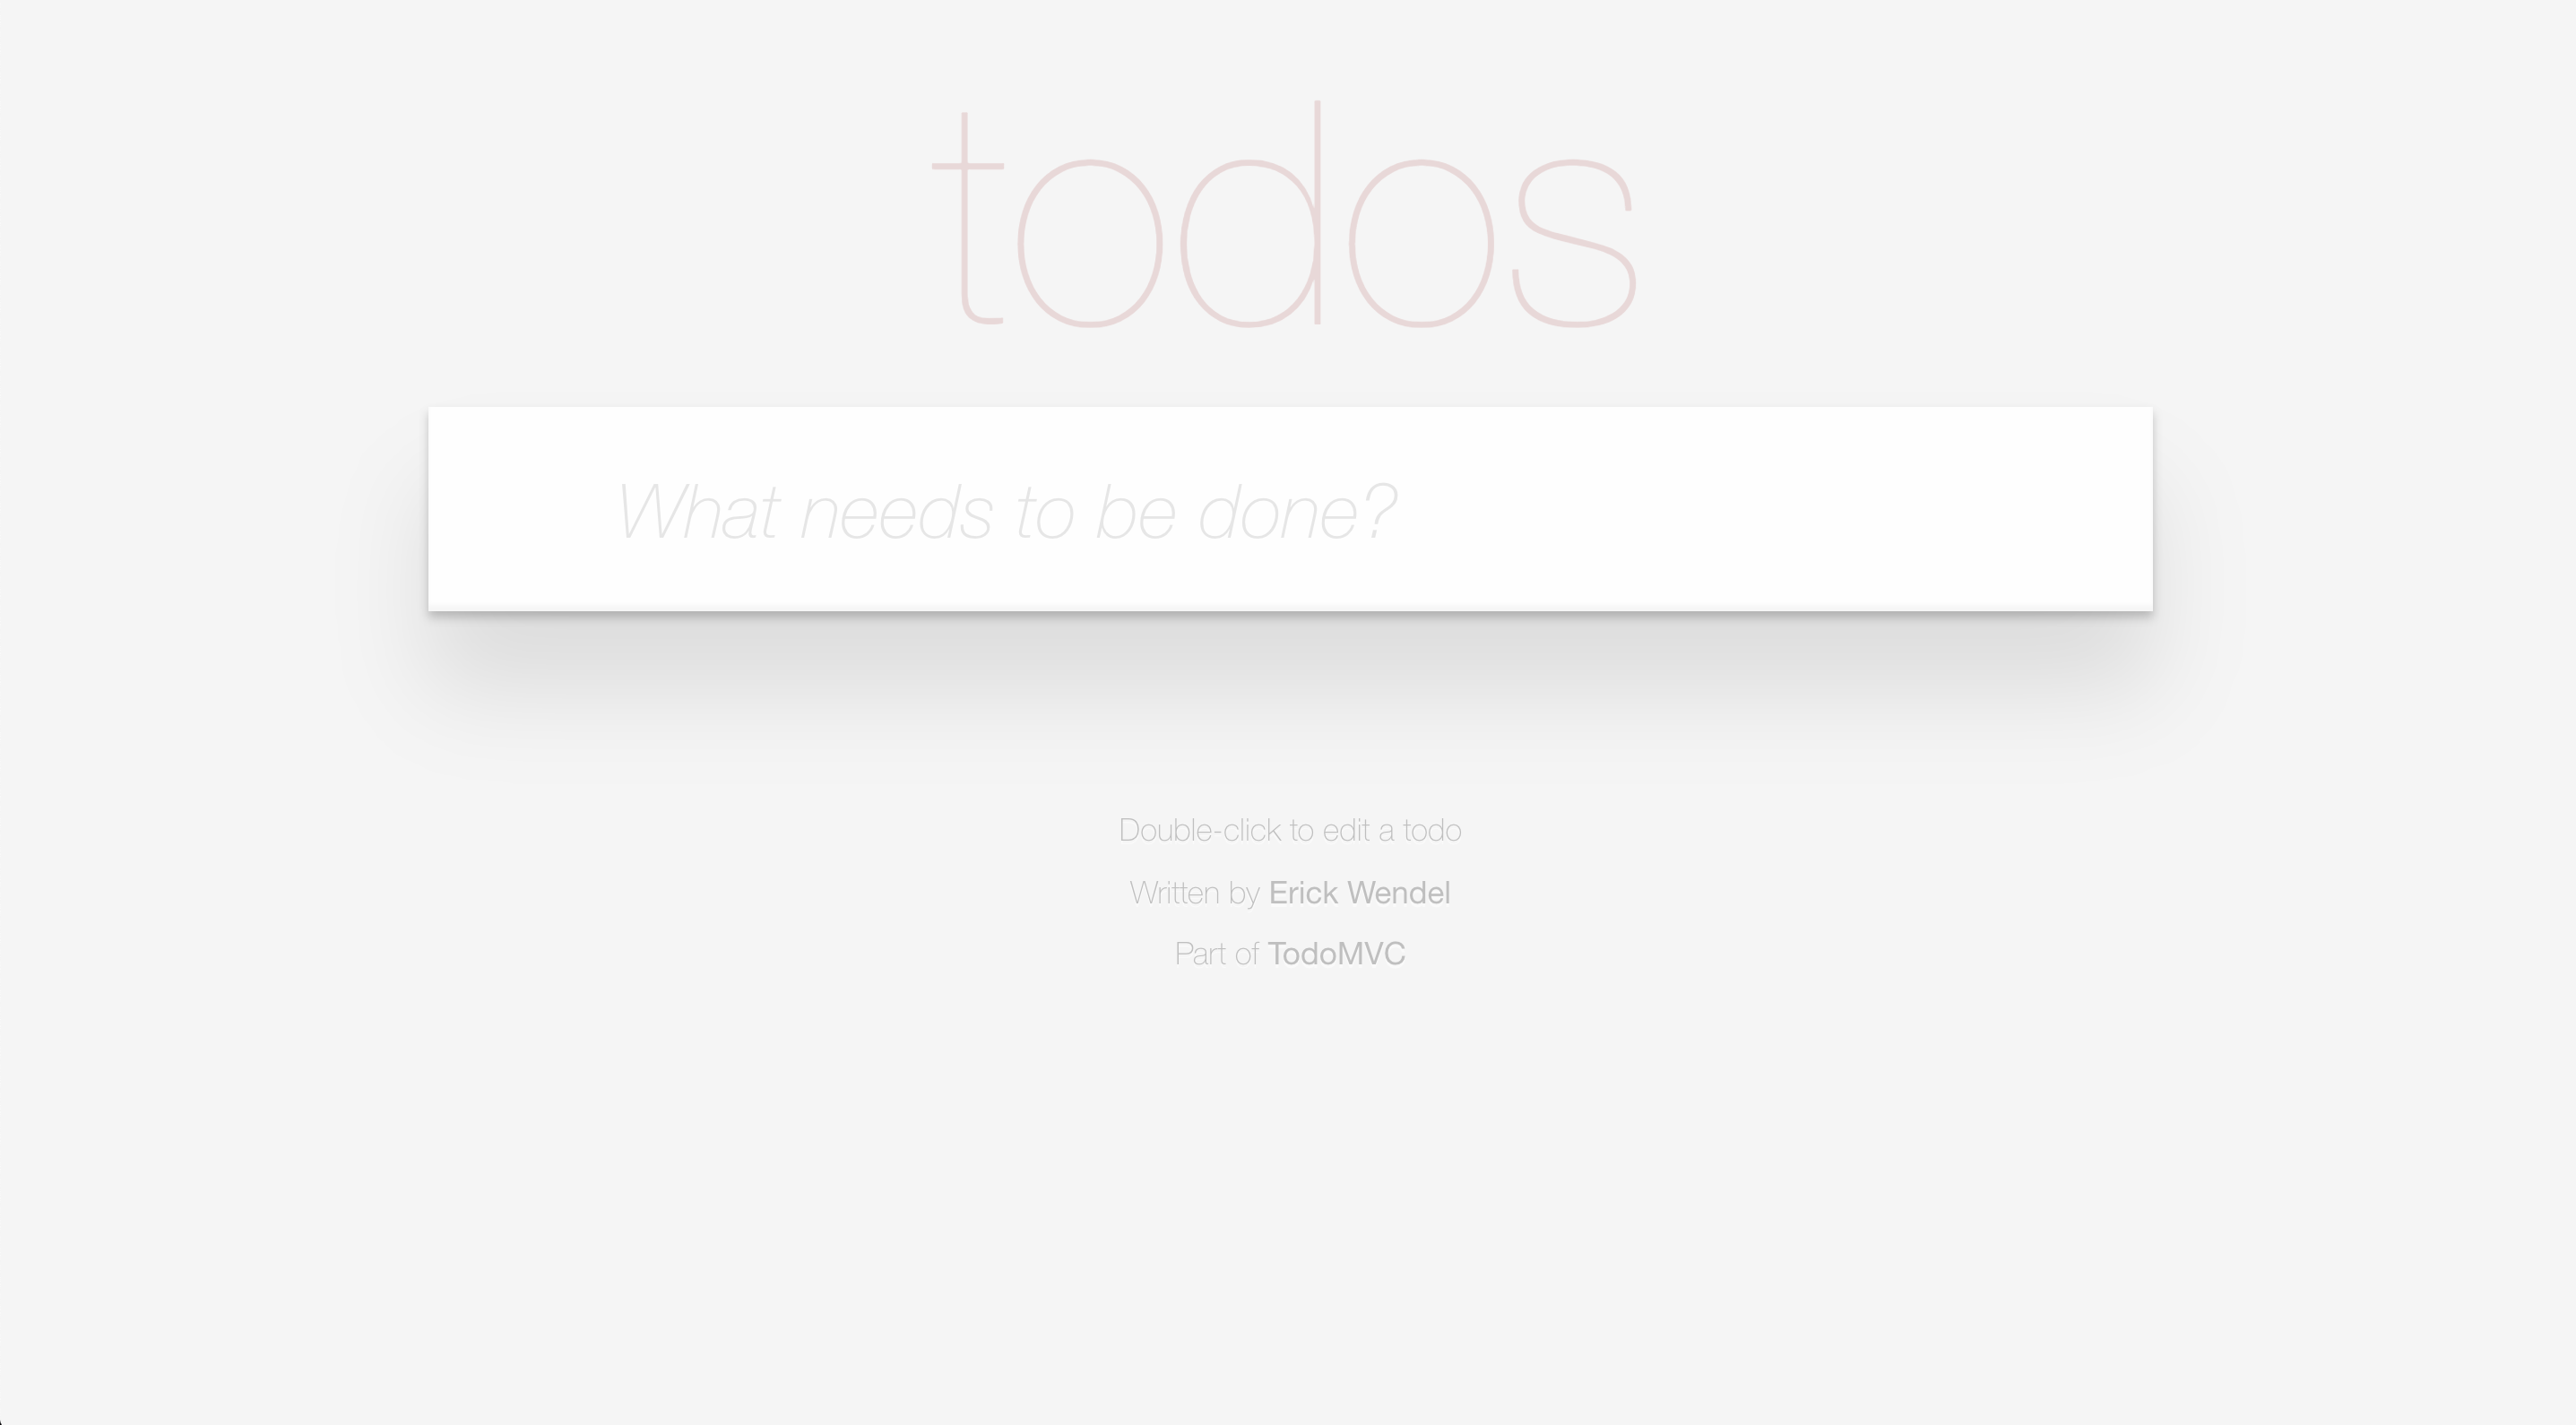 todos
What needs to be done?
Double-click to edit a todo
Written by Erick Wendel
Part of TodoMVC